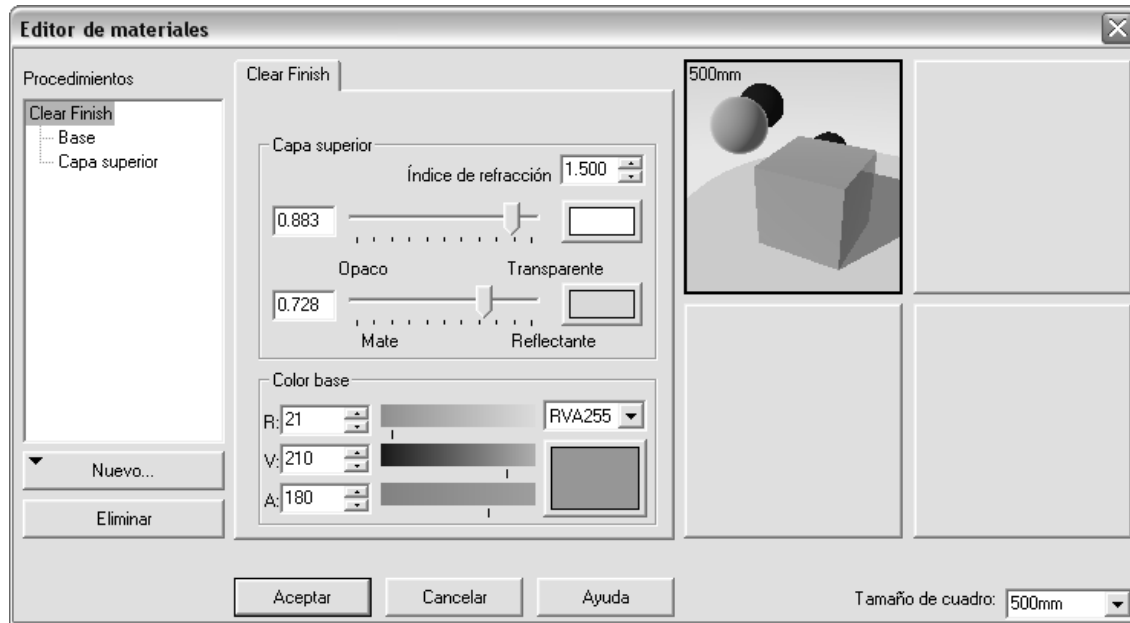 Editor de materiales
Procedimientos
Clear Finish
Base
Capa superior
Nuevo...
Eliminar
Clear Finish
Capa superior
Índice de refracción 1.500
0.883
Opaco Transparente
0.728
Mate Reflectante
Color base
R: 21 RVA255
V: 210
A: 180
500mm
Aceptar Cancelar Ayuda
Tamaño de cuadro: 500mm